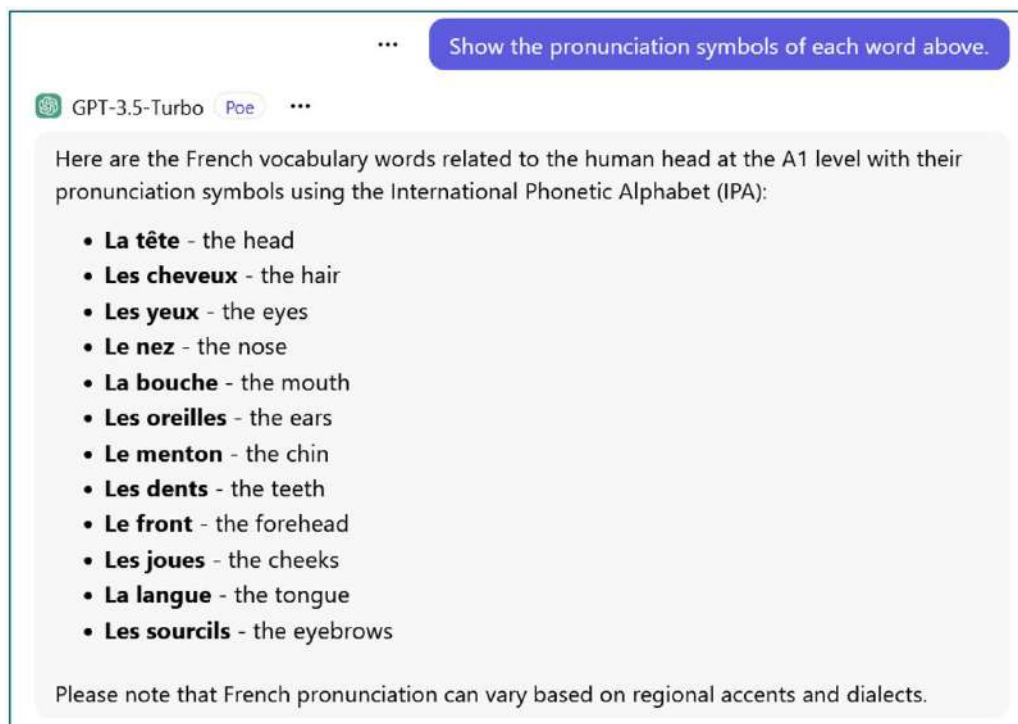 Show the pronunciation symbols of each word above.
GPT-3.5-Turbo Poe
Here are the French vocabulary words related to the human head at the A1 level with their
pronunciation symbols using the International Phonetic Alphabet (IPA):
• La tête - the head
• Les cheveux - the hair
• Les yeux - the eyes
• Le nez - the nose
• La bouche - the mouth
• Les oreilles - the ears
• Le menton - the chin
• Les dents - the teeth
• Le front - the forehead
• Les joues - the cheeks
• La langue - the tongue
• Les sourcils - the eyebrows
Please note that French pronunciation can vary based on regional accents and dialects.